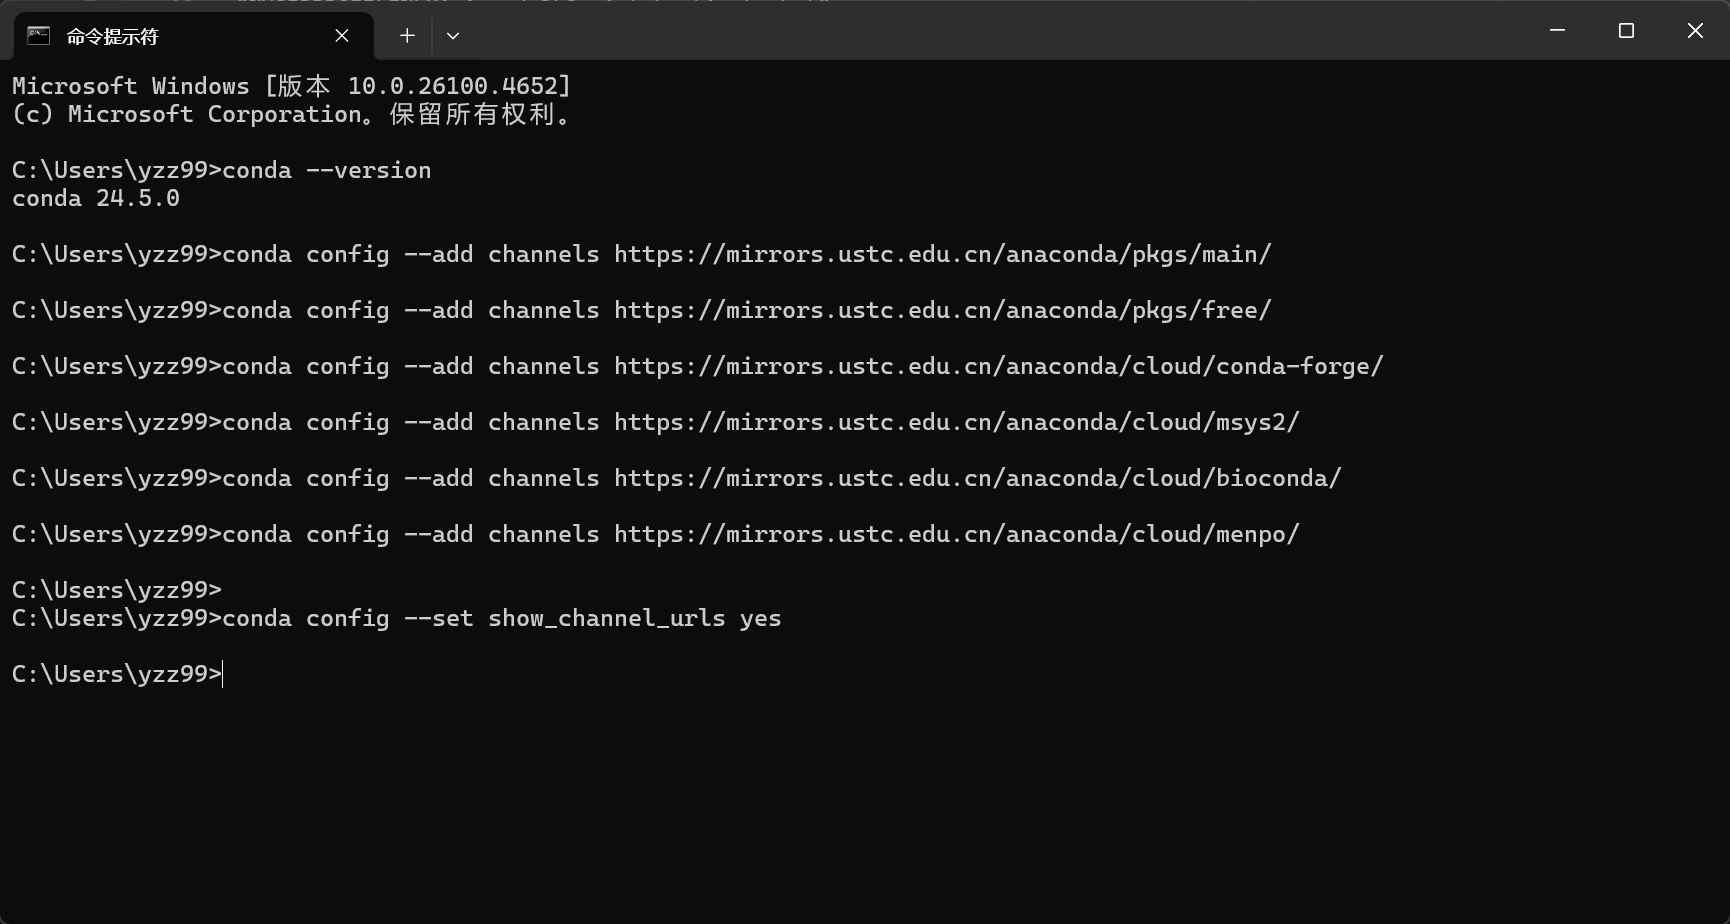 命令提示符
Microsoft Windows [版本 10.0.26100.4652]
(c) Microsoft Corporation。保留所有权利。
C:\Users\yzz99>conda --version
conda 24.5.0
C:\Users\yzz99>conda config --add channels https://mirrors.ustc.edu.cn/anaconda/pkgs/main/
C:\Users\yzz99>conda config --add channels https://mirrors.ustc.edu.cn/anaconda/pkgs/free/
C:\Users\yzz99>conda config --add channels https://mirrors.ustc.edu.cn/anaconda/cloud/conda-forge/
C:\Users\yzz99>conda config --add channels https://mirrors.ustc.edu.cn/anaconda/cloud/msys2/
C:\Users\yzz99>conda config --add channels https://mirrors.ustc.edu.cn/anaconda/cloud/bioconda/
C:\Users\yzz99>conda config --add channels https://mirrors.ustc.edu.cn/anaconda/cloud/menpo/
C:\Users\yzz99>
C:\Users\yzz99>conda config --set show_channel_urls yes
C:\Users\yzz99>